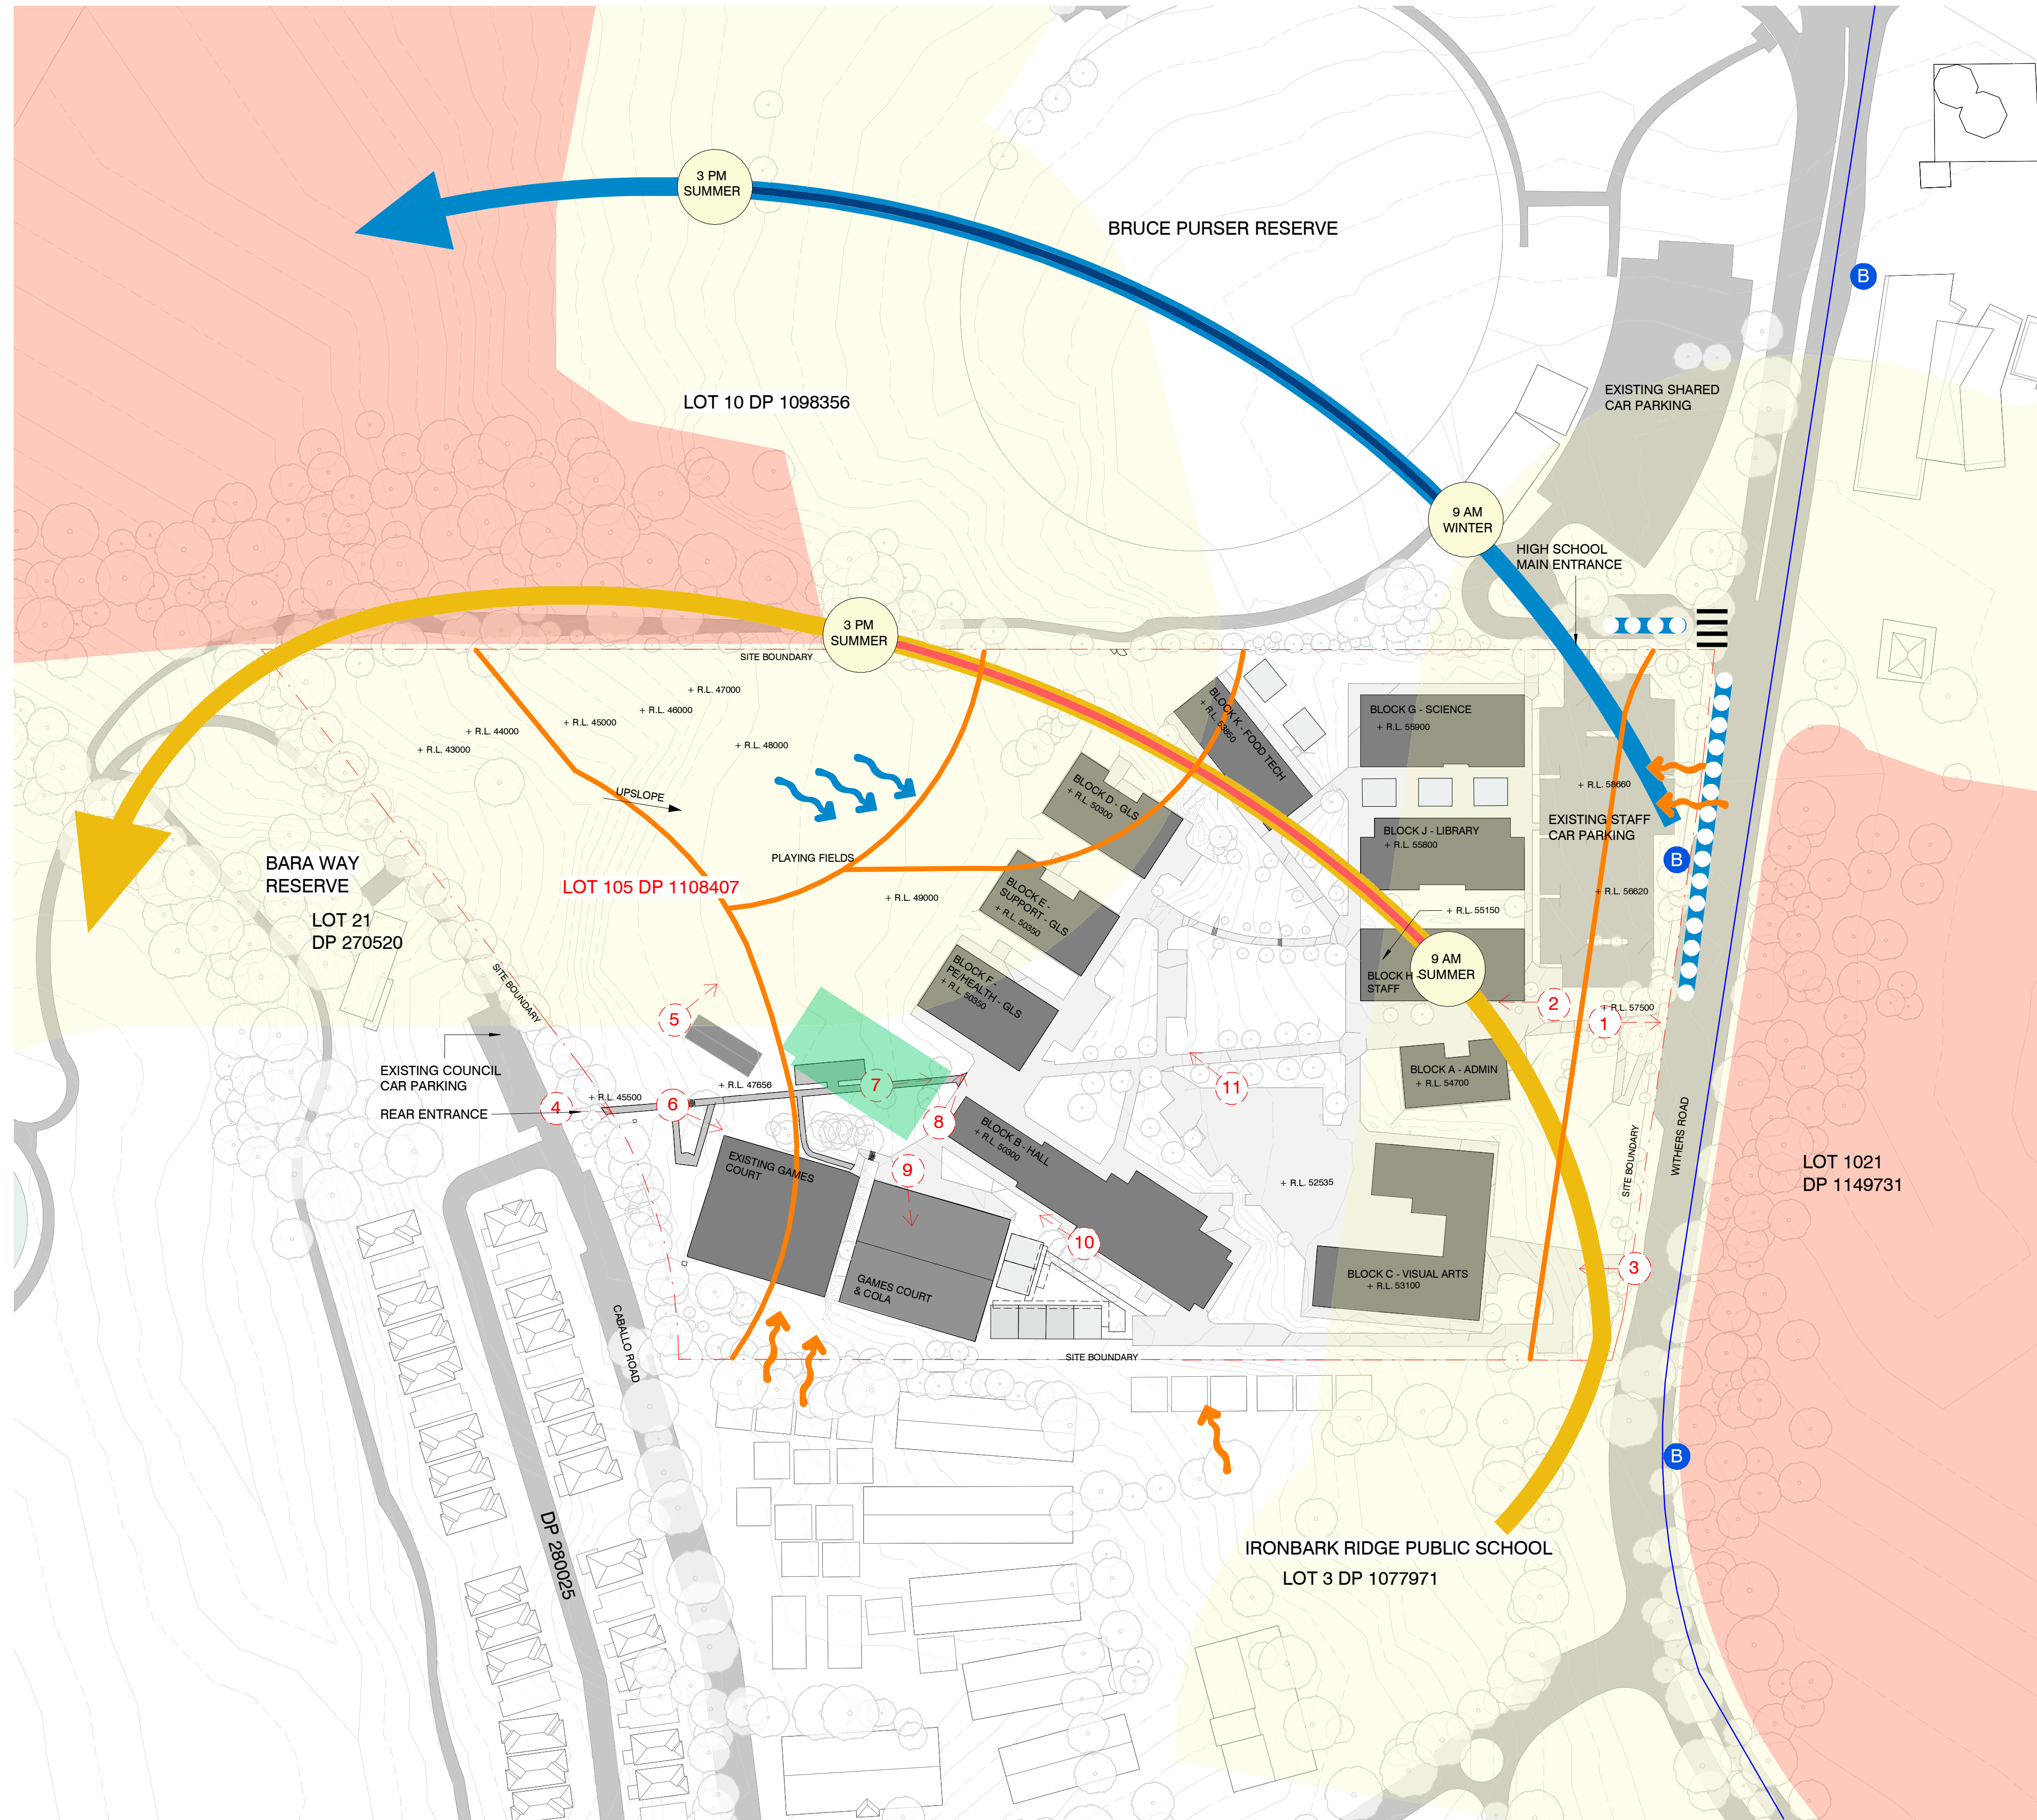 3 PM
SUMMER
BRUCE PURSER RESERVE
B
LOT 10 DP 1098356
EXISTING SHARED
CAR PARKING
9 AM
WINTER
HIGH SCHOOL
MAIN ENTRANCE
3 PM
SUMMER
SITE BOUNDARY
+ R.L. 47000
+ R.L. 46000
+ R.L. 45000
+ R.L. 44000
+ R.L. 43000
+ R.L. 48000
UPSLOPE
BLOCK K - FOOD TECH
+ R.L. 53850
BLOCK G - SCIENCE
+ R.L. 55900
BLOCK D - GLS
+ R.L. 50300
+ R.L. 58660
EXISTING STAFF
CAR PARKING
BLOCK J - LIBRARY
+ R.L. 55800
B
PLAYING FIELDS
BARA WAY
RESERVE
LOT 21
DP 270520
LOT 105 DP 1108407
+ R.L. 49000
BLOCK E -
SUPPORT - GLS
+ R.L. 50350
+ R.L. 56620
+ R.L. 55150
BLOCK F -
PE/HEALTH - GLS
+ R.L. 50350
9 AM
SUMMER
BLOCK H -
STAFF
SITE BOUNDARY
5
2
+ R.L. 57500
1
EXISTING COUNCIL
CAR PARKING
REAR ENTRANCE
4
+ R.L. 45500
6
+ R.L. 47656
7
8
11
BLOCK A - ADMIN
+ R.L. 54700
BLOCK B - HALL
+ R.L. 50300
WITHERS ROAD
SITE BOUNDARY
LOT 1021
DP 1149731
EXISTING GAMES
COURT
9
+ R.L. 52535
10
3
BLOCK C - VISUAL ARTS
+ R.L. 53100
GAMES COURT
& COLA
CABALLO ROAD
SITE BOUNDARY
B
DP 280025
IRONBARK RIDGE PUBLIC SCHOOL
LOT 3 DP 1077971